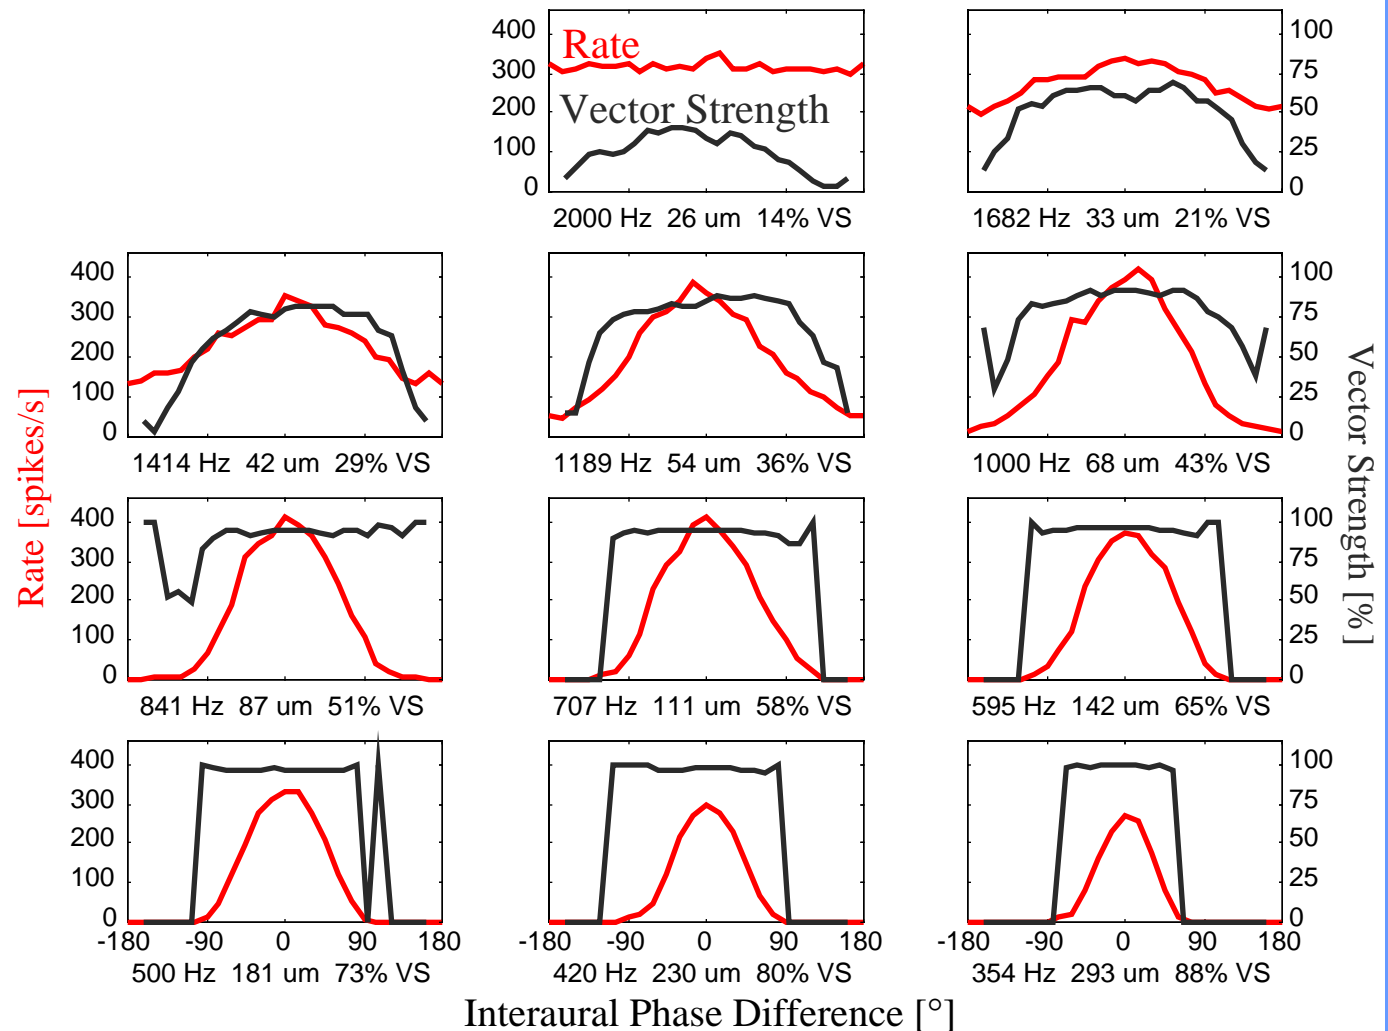 400
300
200
100
0
Rate
Vector Strength
2000 Hz 26 um 14% VS
100
75
50
25
0
1682 Hz 33 um 21% VS
400
300
200
100
0
1414 Hz 42 um 29% VS
1189 Hz 54 um 36% VS
100
75
50
25
0
1000 Hz 68 um 43% VS
Rate [spikes/s]
Vector Strength [%]
400
300
200
100
0
841 Hz 87 um 51% VS
707 Hz 111 um 58% VS
100
75
50
25
0
595 Hz 142 um 65% VS
400
300
200
100
0
-180 -90 0 90 180
500 Hz 181 um 73% VS
-180 -90 0 90 180
420 Hz 230 um 80% VS
100
75
50
25
0
-180 -90 0 90 180
354 Hz 293 um 88% VS
Interaural Phase Difference [°]